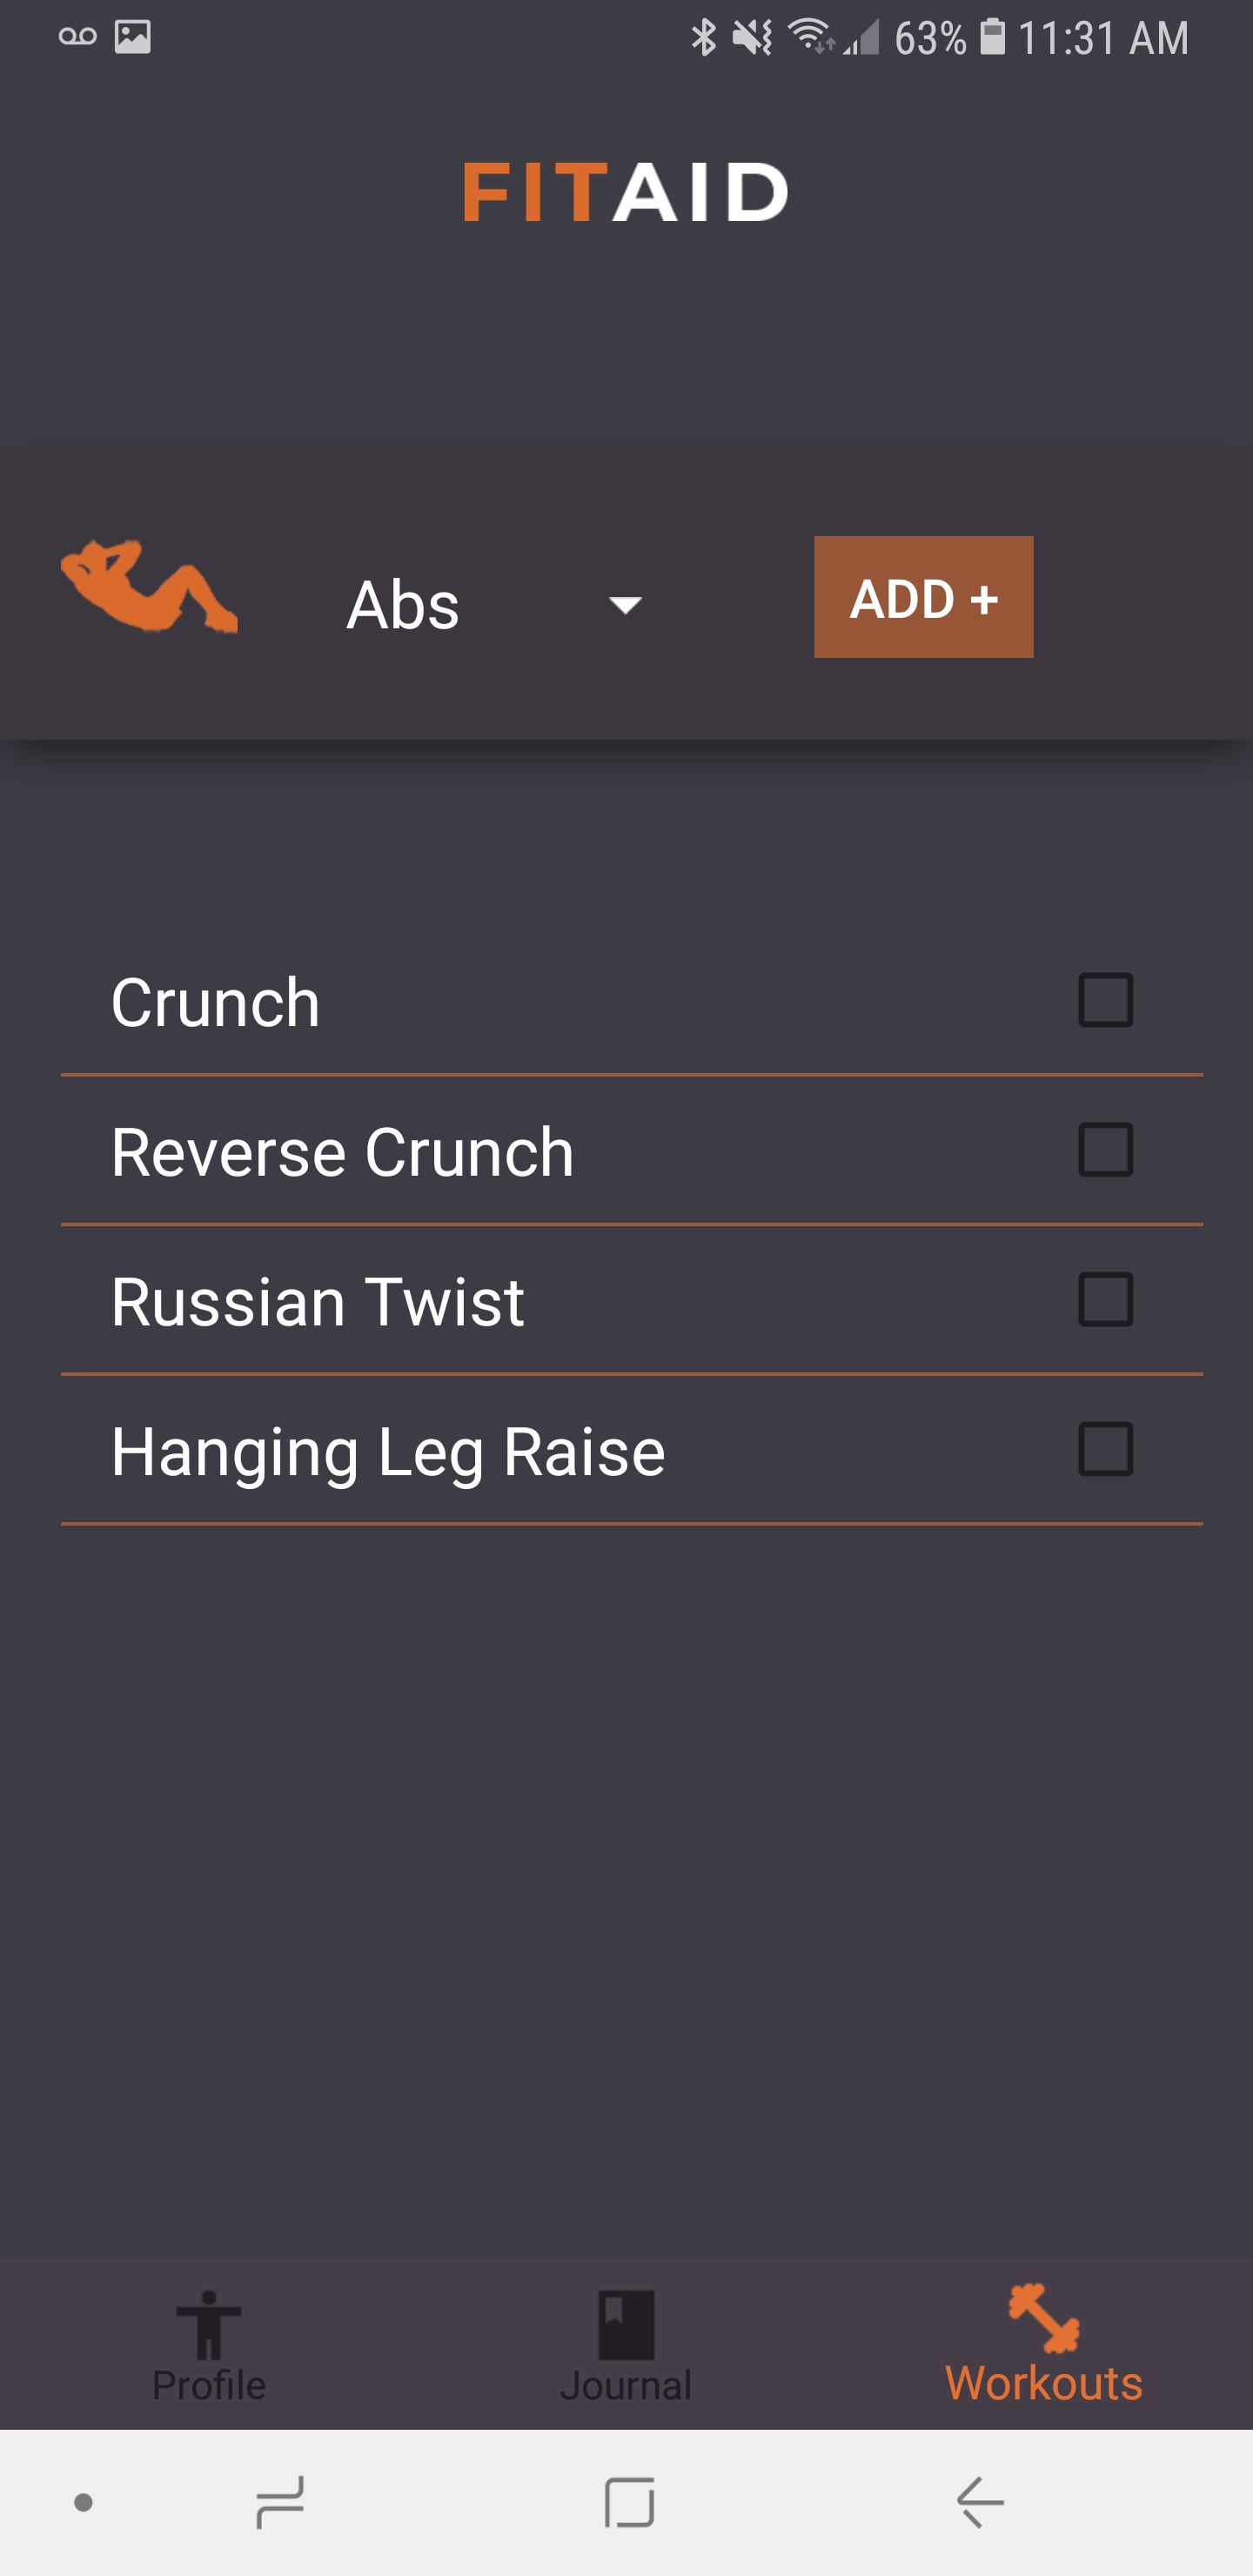 63% 11:31 AM
FITAID
Abs
ADD +
Crunch
Reverse Crunch
Russian Twist
Hanging Leg Raise
Profile Journal Workouts